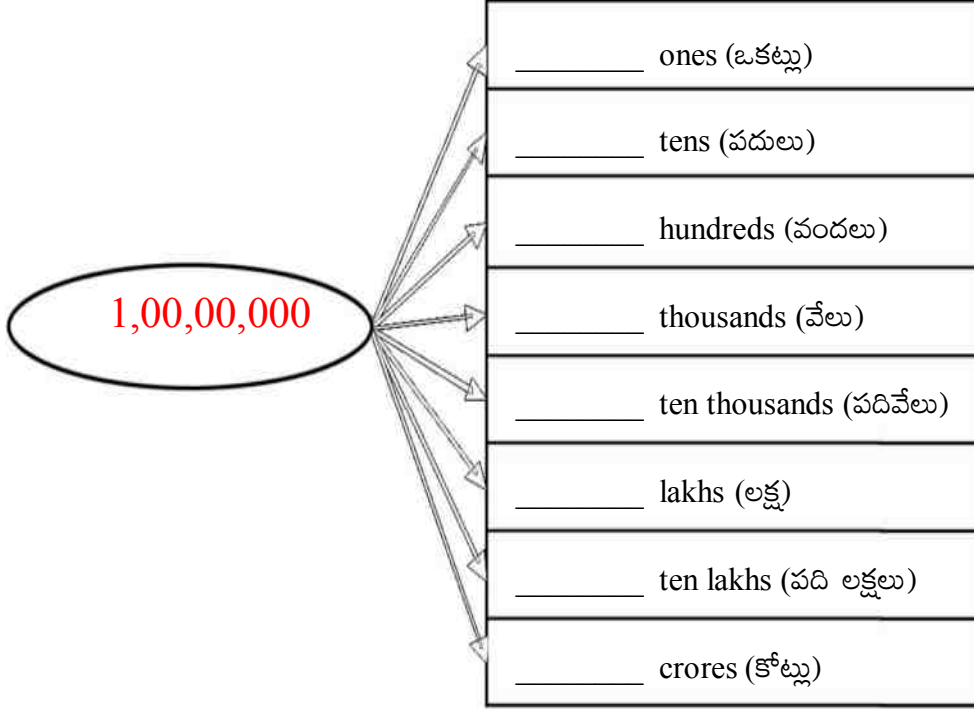 1,00,00,000
________ ones (ఒకట్లు)
________ tens (పదులు)
________ hundreds (వందలు)
________ thousands (వేలు)
________ ten thousands (పదివేలు)
________ lakhs (లక్ష)
________ ten lakhs (పది లక్షలు)
________ crores (కోట్లు)